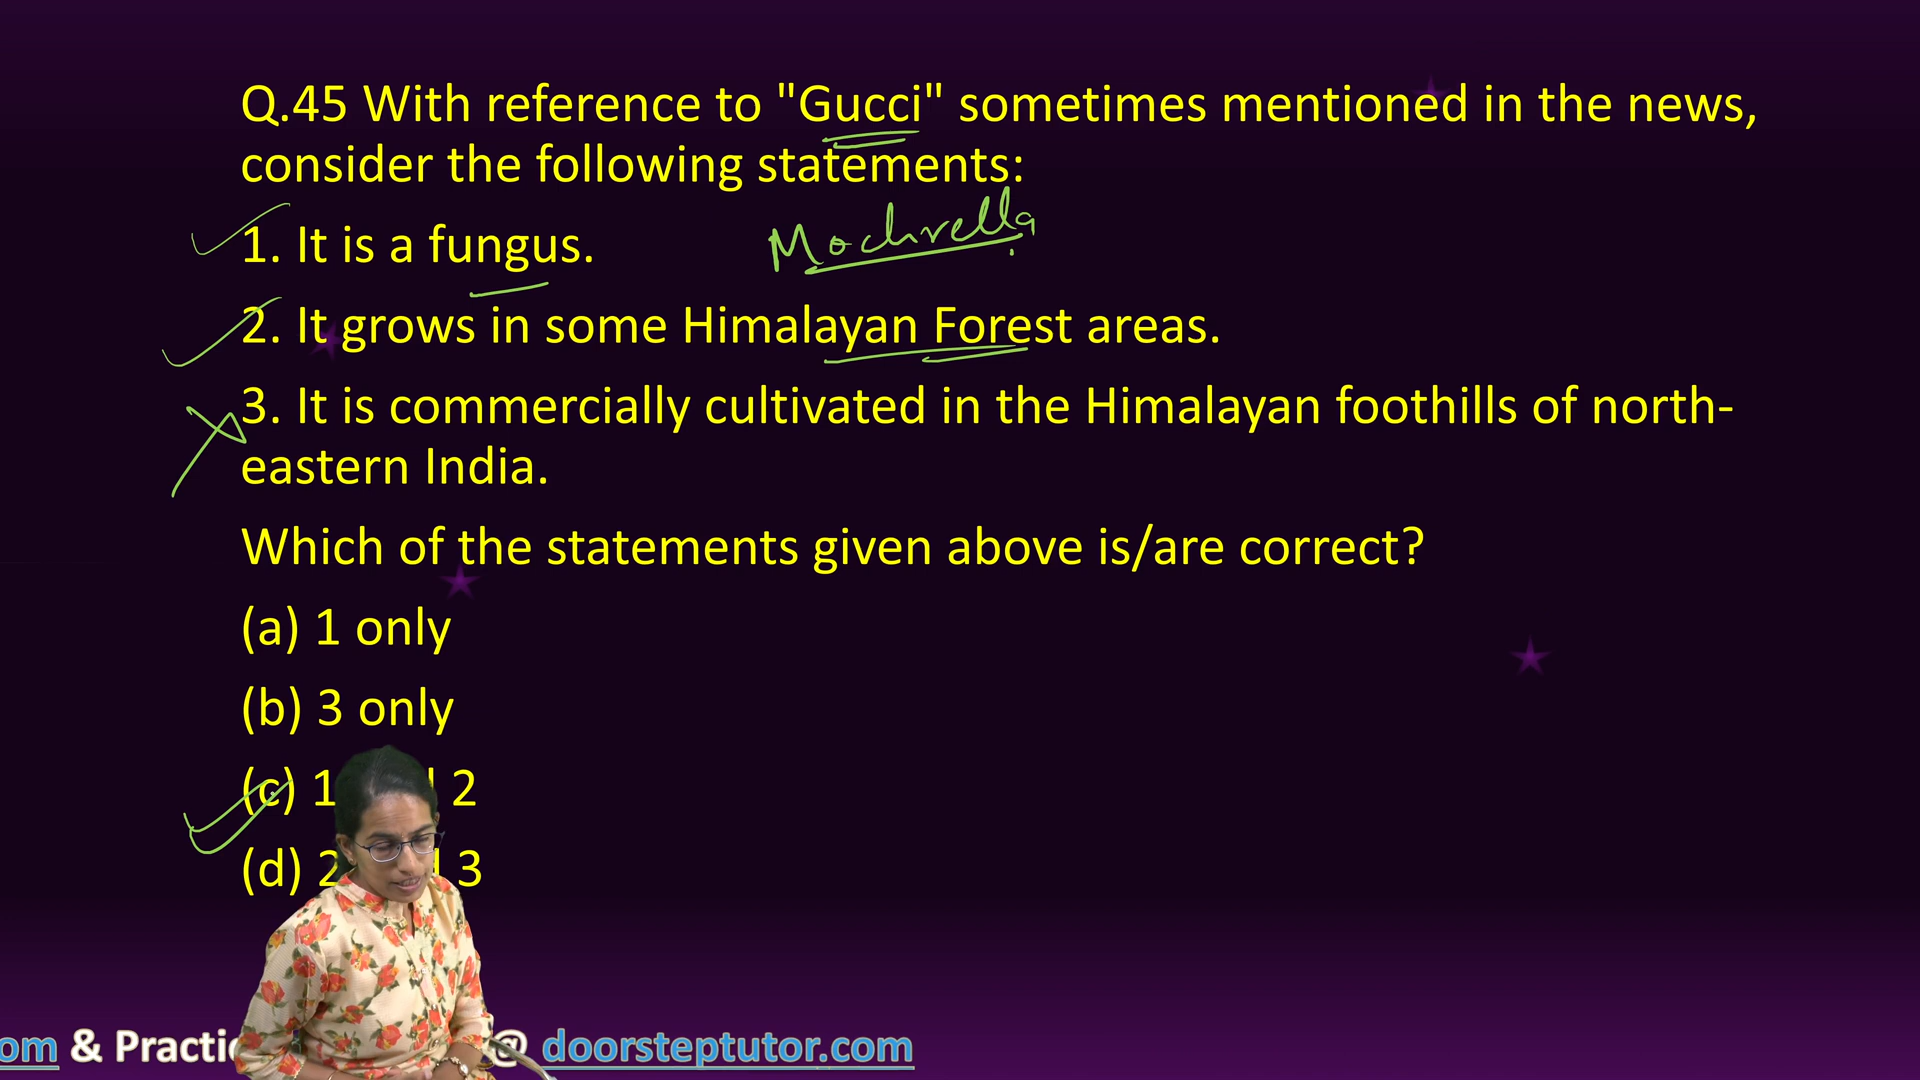 Q.45 With reference to "Gucci" sometimes mentioned in the news,
consider the following statements:
1. It is a fungus.
Mochvella
2. It grows in some Himalayan Forest areas.
3. It is commercially cultivated in the Himalayan foothills of north-
eastern India.
Which of the statements given above is/are correct?
(a) 1 only
(b) 3 only
(c) 1 2
(d) 2 3
om & Practic @ doorsteptutor.com